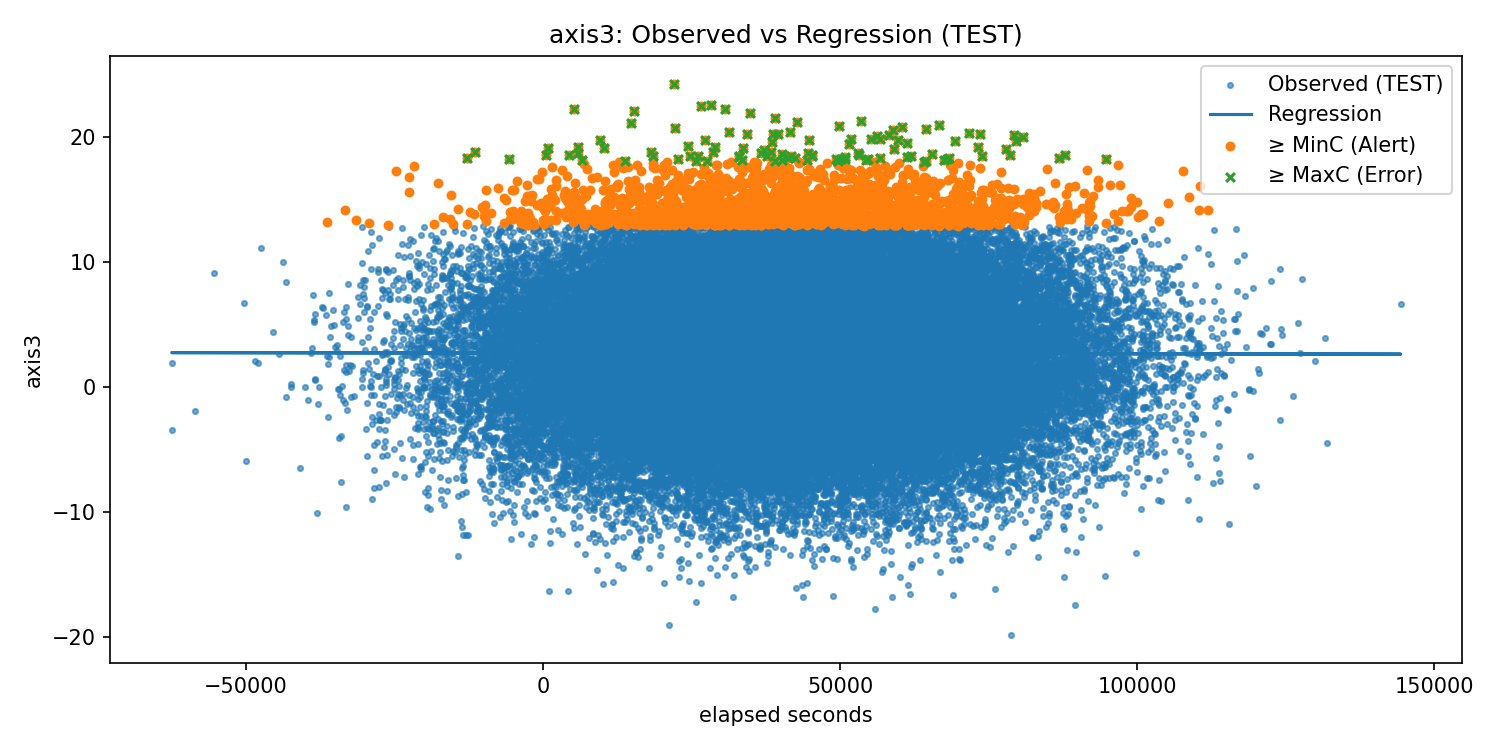 axis3: Observed vs Regression (TEST)
Observed (TEST)
Regression
≥ MinC (Alert)
≥ MaxC (Error)
axis3
20
10
0
−10
−20
−50000
0
50000
100000
150000
elapsed seconds